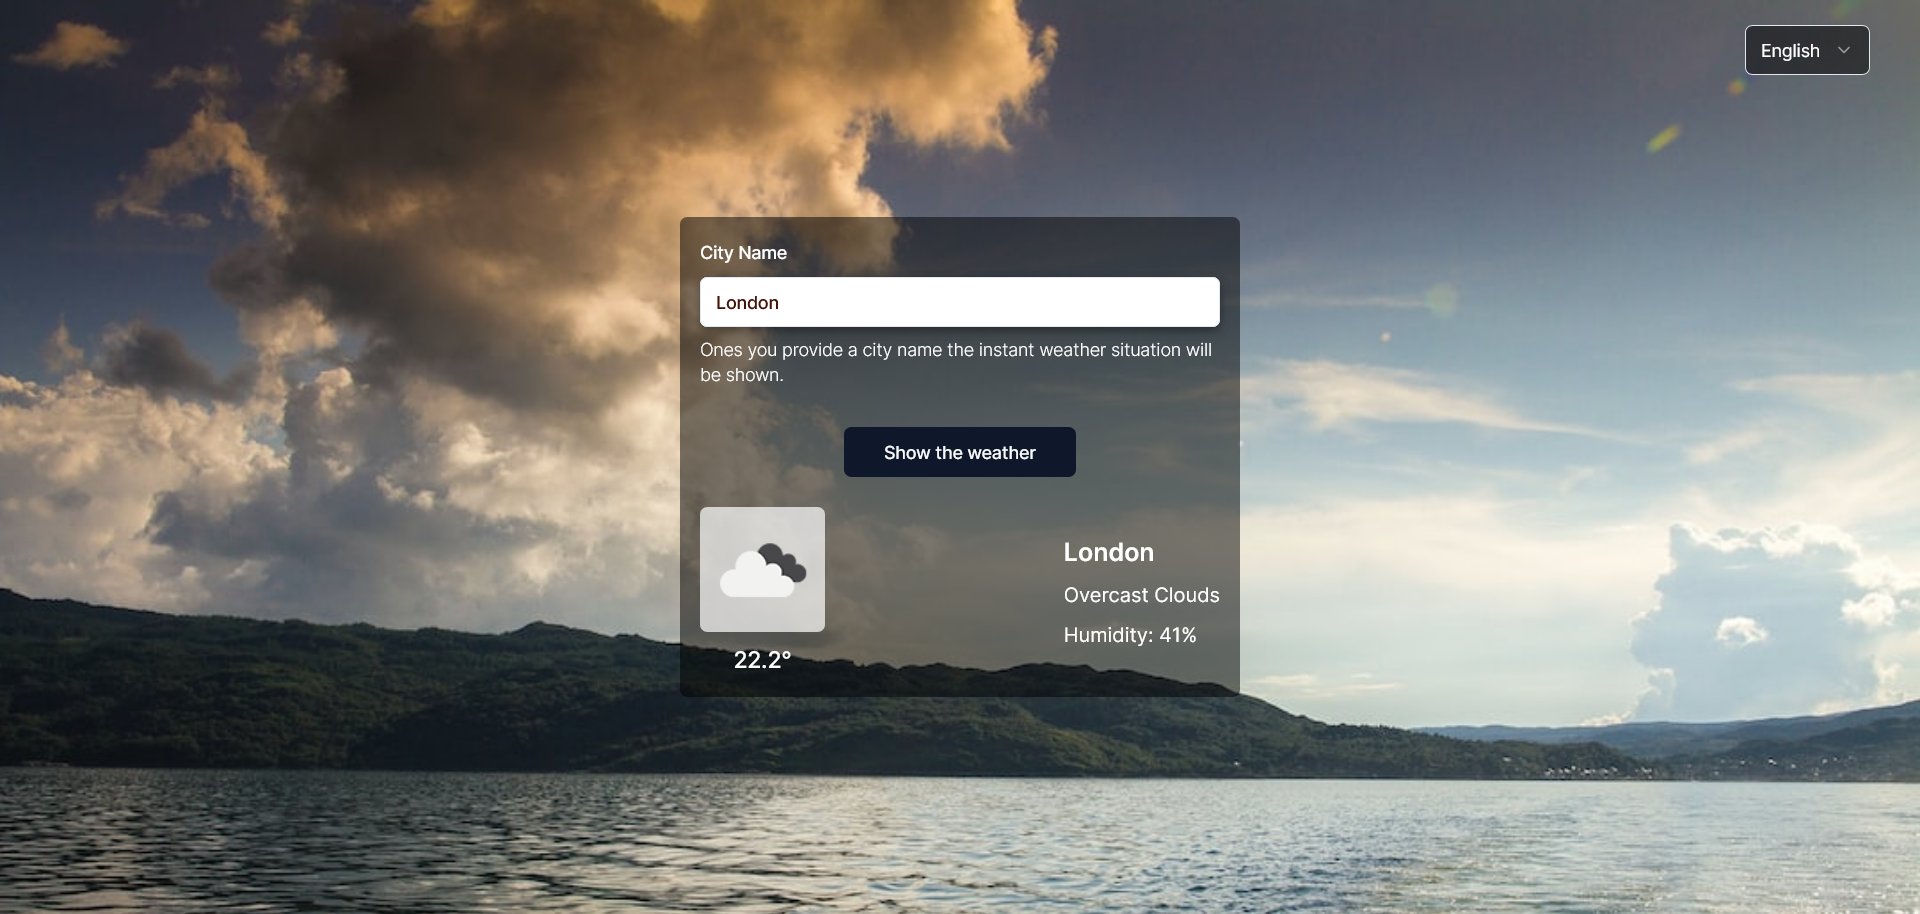 English
City Name
London
Ones you provide a city name the instant weather situation will
be shown.
Show the weather
London
Overcast Clouds
Humidity: 41%
22.2°